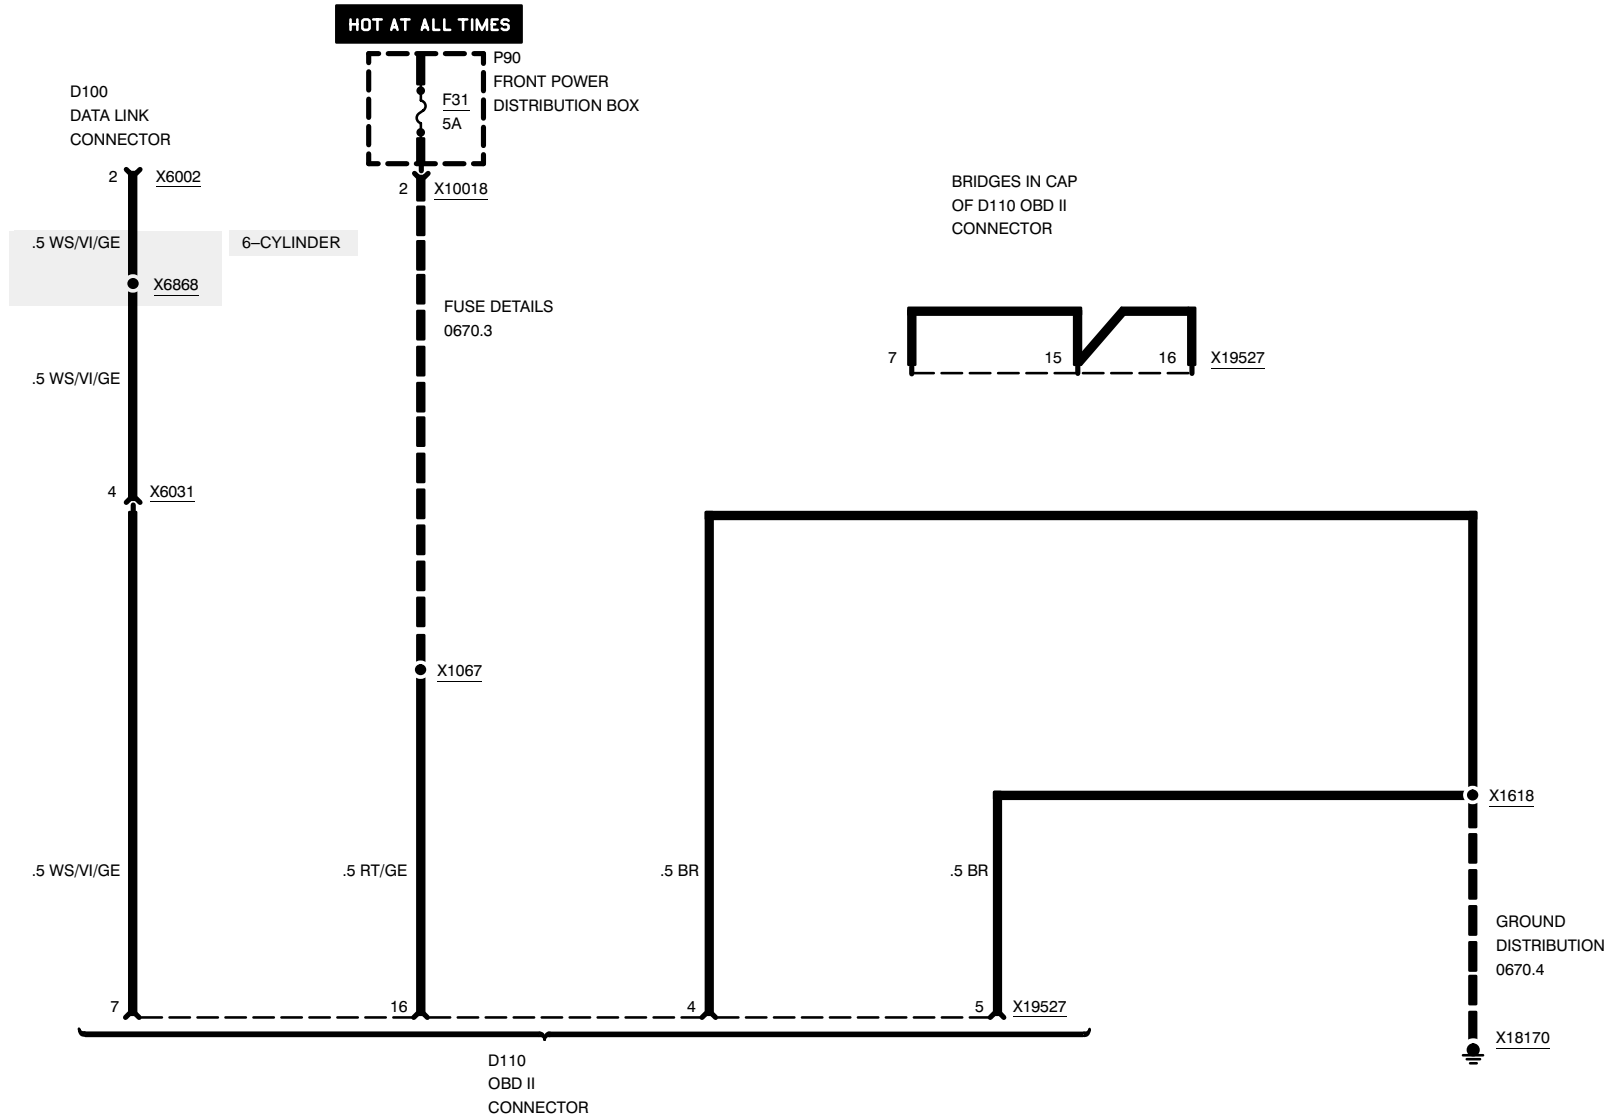 HOT AT ALL TIMES
P90
FRONT POWER
DISTRIBUTION BOX
F31
5A
D100
DATA LINK
CONNECTOR
2
X6002
2
X10018
BRIDGES IN CAP
OF D110 OBD II
CONNECTOR
.5 WS/VI/GE
6–CYLINDER
X6868
FUSE DETAILS
0670.3
7
15
16
X19527
.5 WS/VI/GE
4
X6031
X1067
X1618
.5 WS/VI/GE
.5 RT/GE
.5 BR
.5 BR
GROUND
DISTRIBUTION
0670.4
7
16
4
5
X19527
X18170
D110
OBD II
CONNECTOR